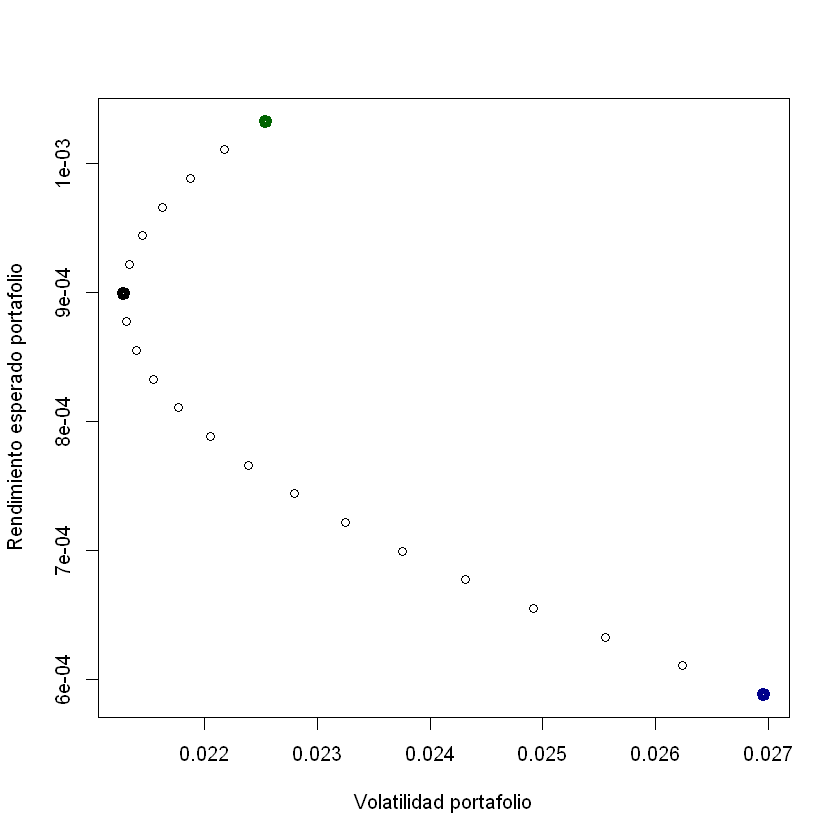 Rendimiento esperado portafolio
1e-03
9e-04
8e-04
7e-04
6e-04
0.022 0.023 0.024 0.025 0.026 0.027
Volatilidad portafolio